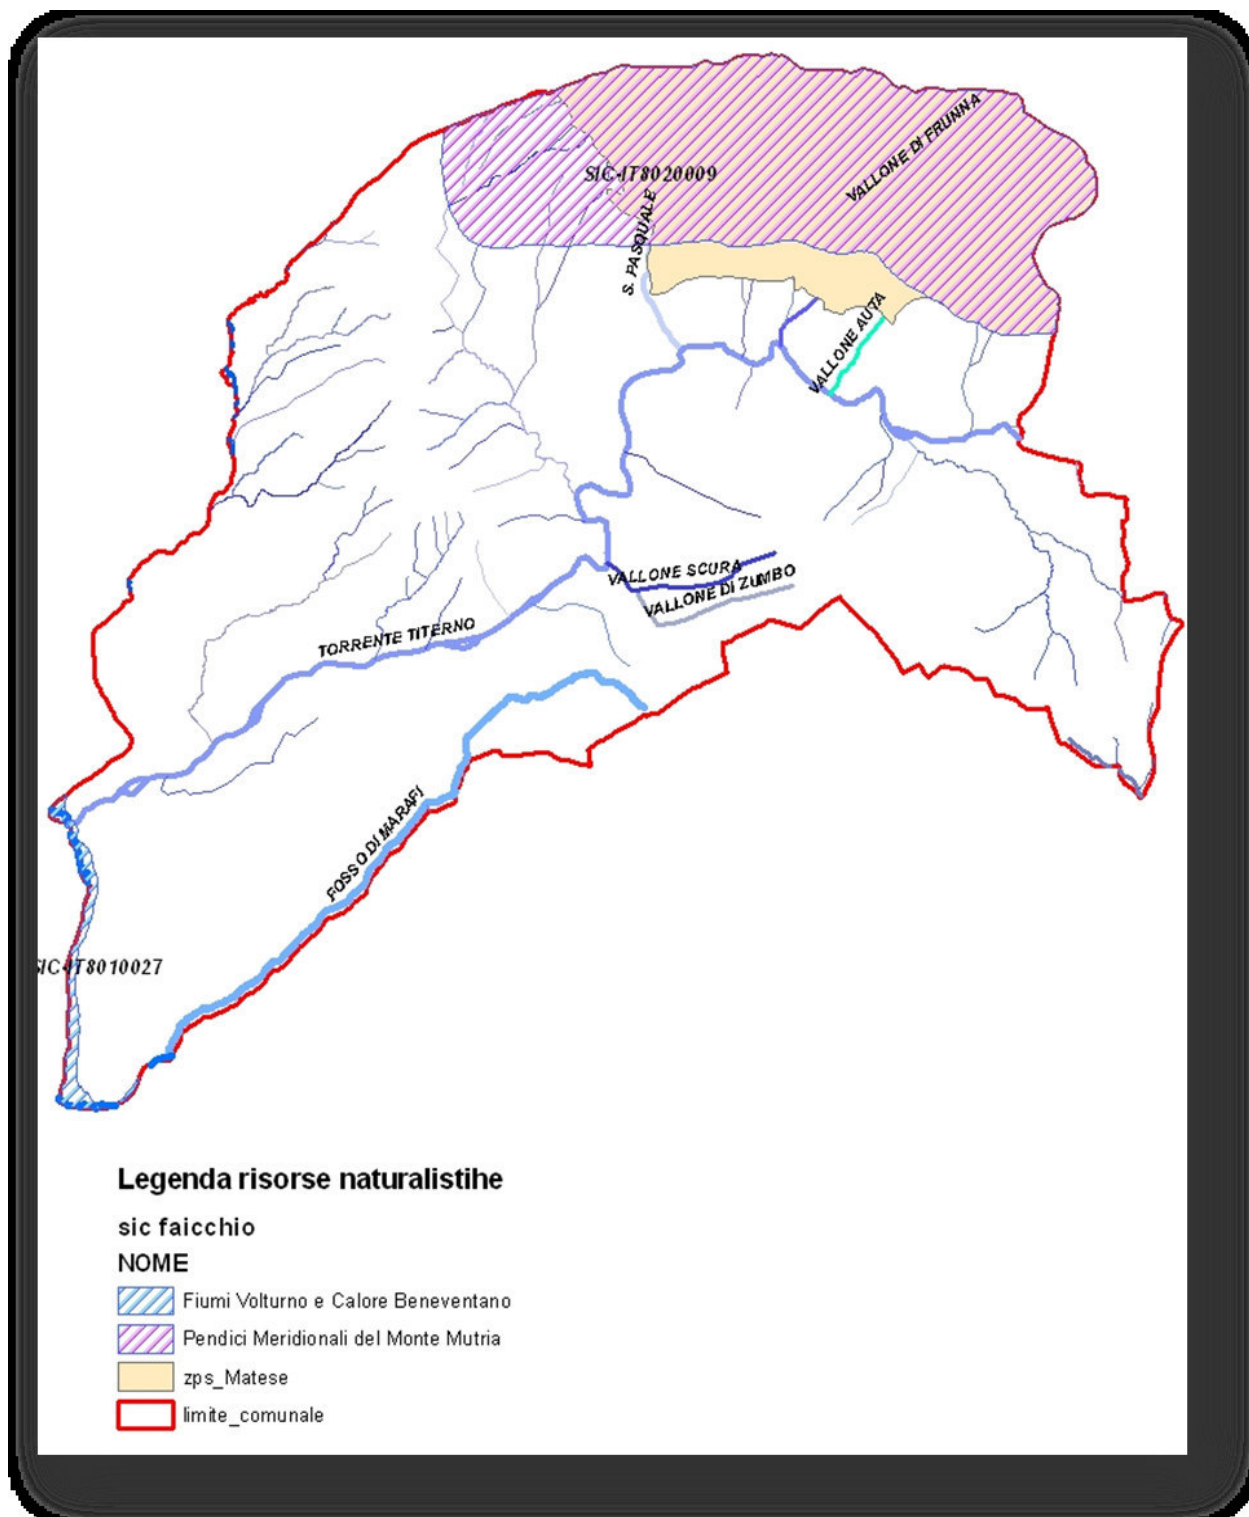 VALLONE DI FRUNNA
SIC-IT8020009
S. PASQUALE
VALLONE AUTA
VALLONE SCURA
VALLONE DI ZUMBO
TORRENTE TITERNO
FOSSO DI MARAFI
SIC-IT8010027
Legenda risorse naturalistihe
sic faicchio
NOME
Fiumi Volturno e Calore Beneventano
Pendici Meridionali del Monte Mutria
zps_Matese
limite_comunale